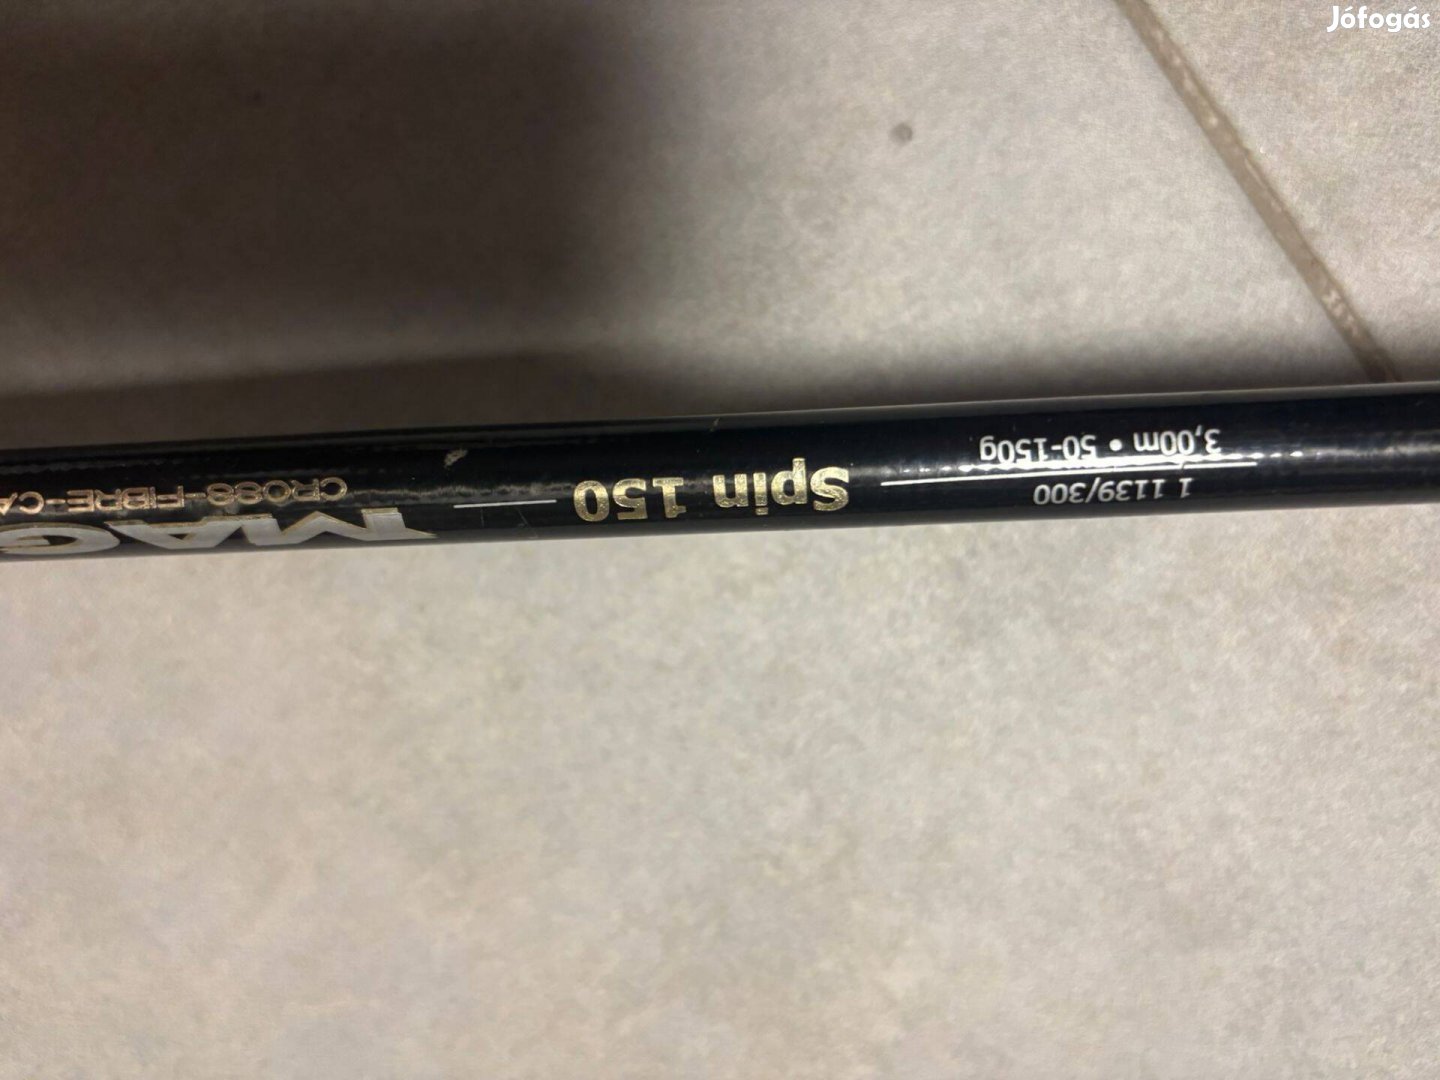 Jófogás
1 1139/300
3,00m • 50-150g
Spin 150
MAG
CROSS-FIBRE-CA